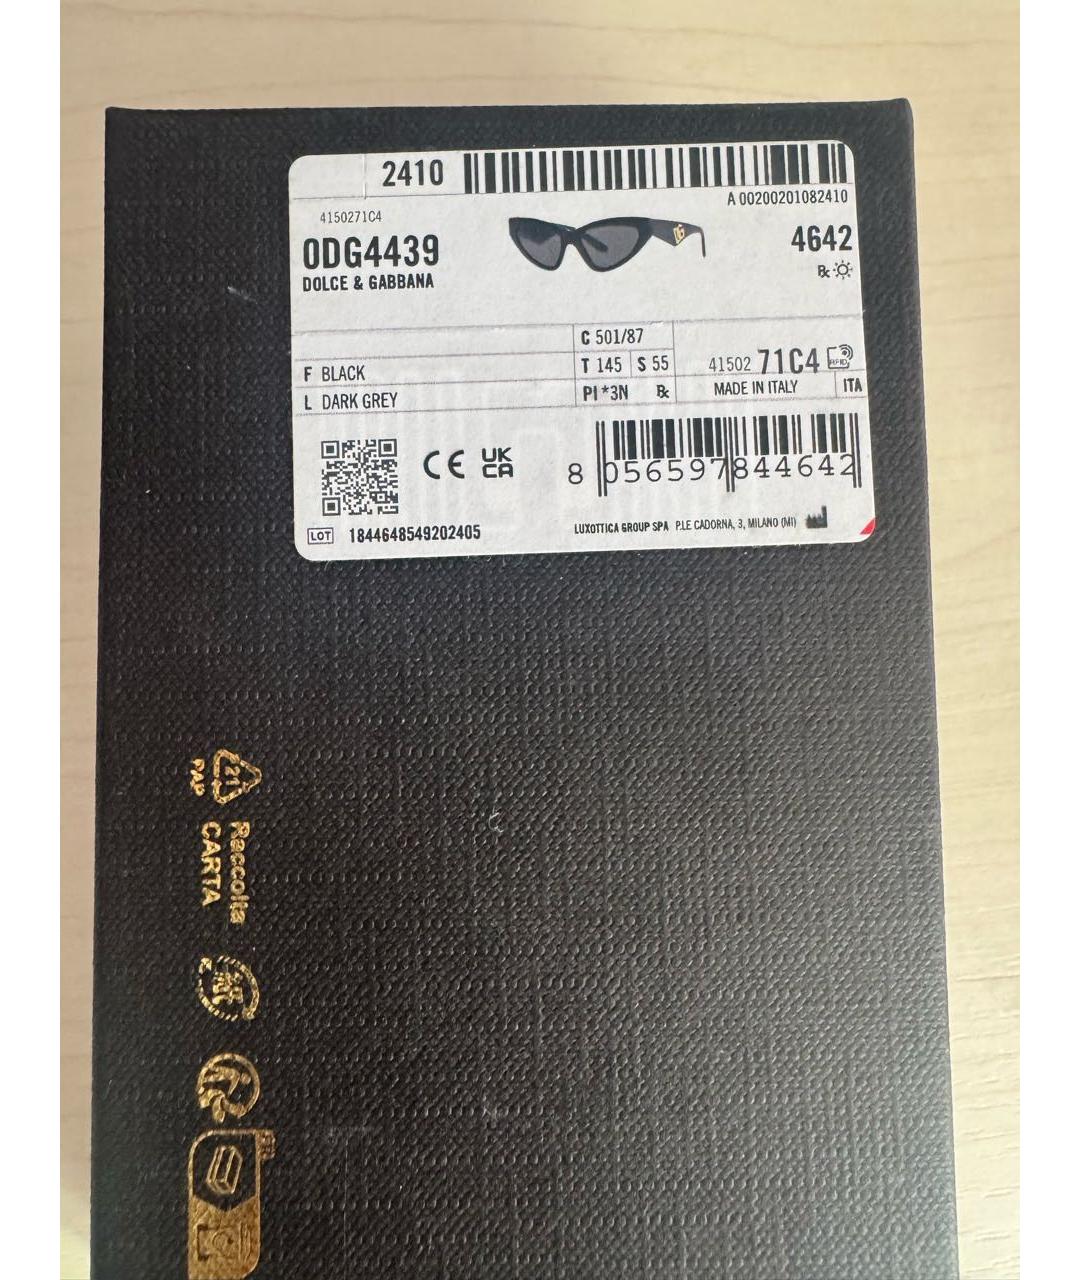 2410
A 00200201082410
4150271C4
0DG4439
4642
DOLCE & GABBANA
Rx
C 501/87
F BLACK
T 145 S 55
41502 71C4 RFID
L DARK GREY
PI *3N Rx
MADE IN ITALY ITA
CE UK CA
8 056597 844642
LOT 1844648549202405
LUXOTTICA GROUP SPA P.LE CADORNA, 3, MILANO (MI)
21
PAP
Raccolta
CARTA